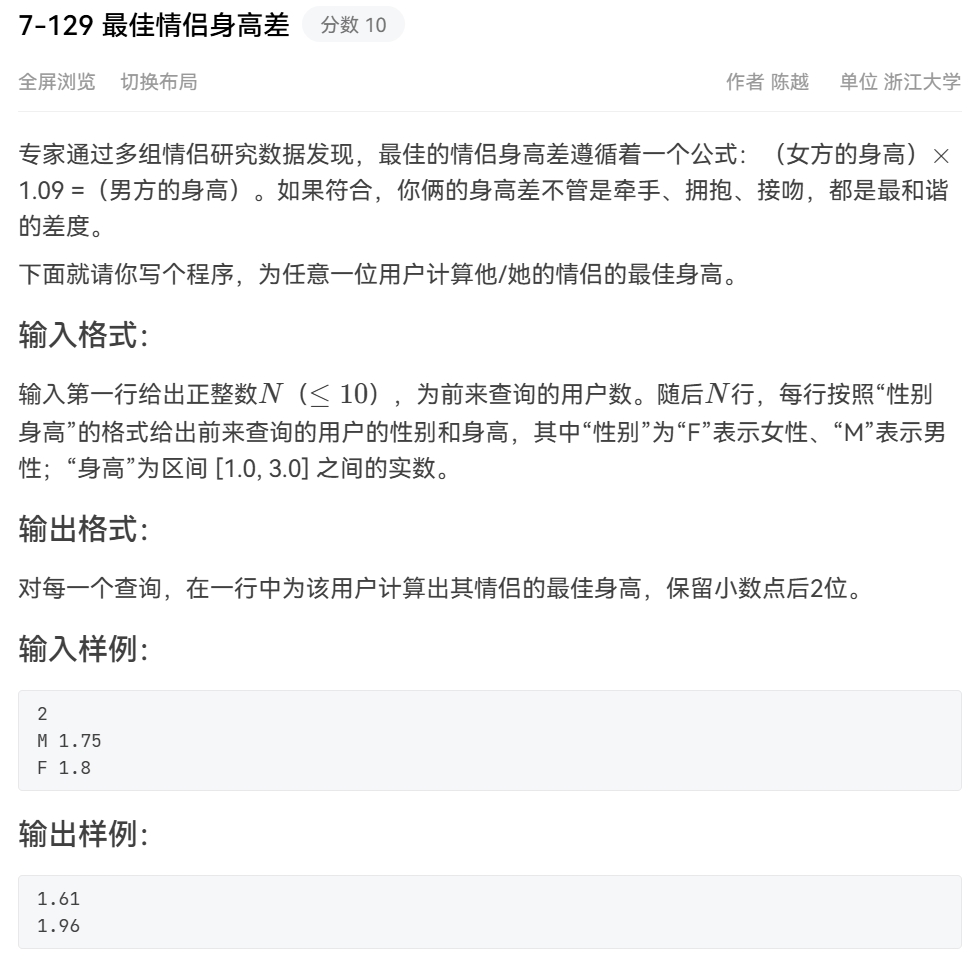 7-129 最佳情侣身高差 分数 10
全屏浏览 切换布局 作者 陈越 单位 浙江大学
专家通过多组情侣研究数据发现，最佳的情侣身高差遵循着一个公式：（女方的身高）×
1.09 =（男方的身高）。如果符合，你俩的身高差不管是牵手、拥抱、接吻，都是最和谐
的差度。
下面就请你写个程序，为任意一位用户计算他/她的情侣的最佳身高。
输入格式：
输入第一行给出正整数N（≤ 10），为前来查询的用户数。随后N行，每行按照“性别
身高”的格式给出前来查询的用户的性别和身高，其中“性别”为“F”表示女性、“M”表示男
性；“身高”为区间 [1.0, 3.0] 之间的实数。
输出格式：
对每一个查询，在一行中为该用户计算出其情侣的最佳身高，保留小数点后2位。
输入样例：
2
M 1.75
F 1.8
输出样例：
1.61
1.96